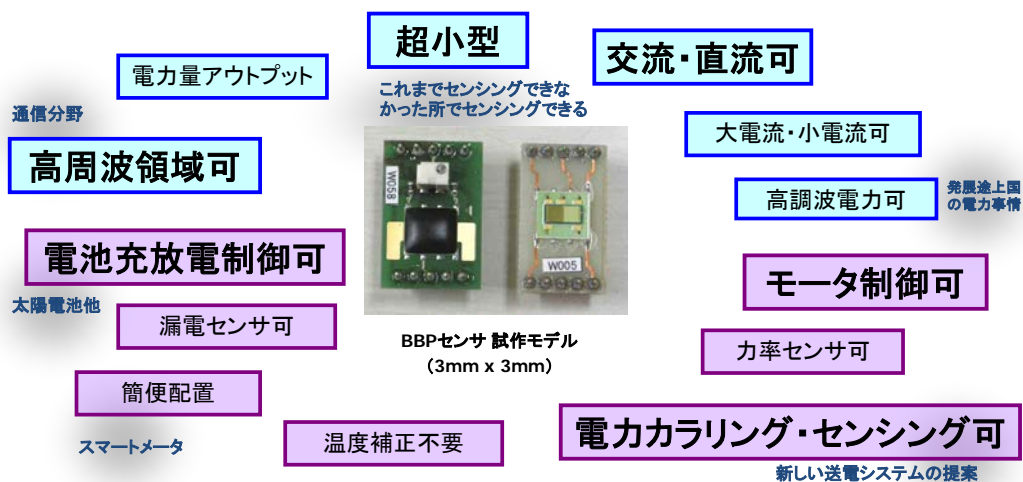 超小型
交流・直流可
電力量アウトプット
これまでセンシングできな
かった所でセンシングできる
通信分野
大電流・小電流可
高周波領域可
W058
高調波電力可
発展途上国
の電力事情
電池充放電制御可
W005
モータ制御可
太陽電池他
漏電センサ可
BBPセンサ 試作モデル
（3mm x 3mm）
力率センサ可
簡便配置
電力カラリング・センシング可
スマートメータ
温度補正不要
新しい送電システムの提案